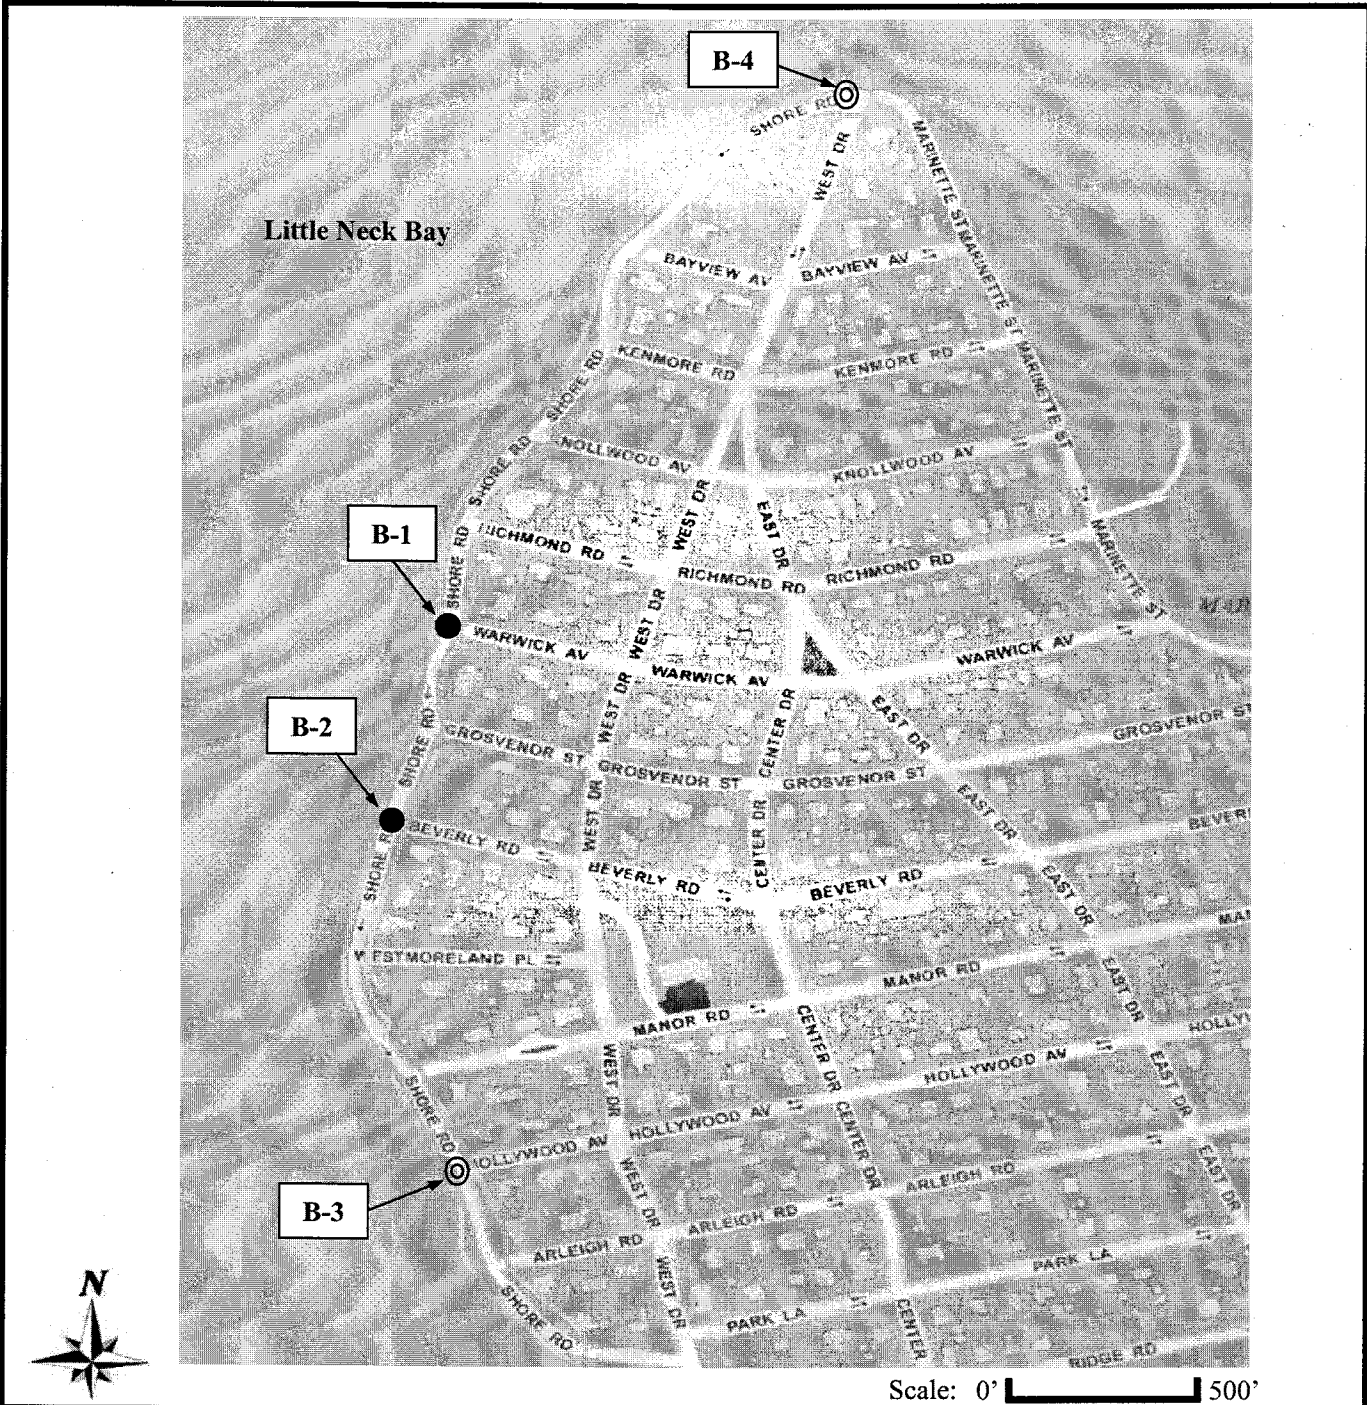 B-4
SHORE RD
WEST DR
MARINETTE ST
MARINETTE ST
Little Neck Bay
BAYVIEW AV
BAYVIEW AV
MARINETTE ST
KENMORE RD
KENMORE RD
SHORE RD
SHORE RD
NOLLWOOD AV
KNOLLWOOD AV
WEST DR
EAST DR
B-1
SHORE RD
RICHMOND RD
RICHMOND RD
RICHMOND RD
MARINETTE ST
WEST DR
WARWICK AV
WARWICK AV
WARWICK AV
B-2
SHORE RD
WEST DR
CENTER DR
EAST DR
GROSVENOR ST
GROSVENOR ST
GROSVENOR ST
GROSVENOR ST
WEST DR
CENTER DR
EAST DR
BEVERLY RD
BEVERLY RD
BEVERLY RD
BEVER
SHORE R
EAST DR
MAN
WESTMORELAND PL
MANOR RD
MANOR RD
EAST DR
CENTER DR
HOLLYW
WEST DR
HOLLYWOOD AV
HOLLYWOOD AV
OLLYWOOD AV
SHORE RD
CENTER DR
EAST DR
B-3
WEST DR
ARLEIGH RD
ARLEIGH RD
ARLEIGH RD
EAST DR
SHORE RD
WEST DR
PARK LA
PARK LA
CENTER
RIDGE RD
N
Scale: 0' 500'